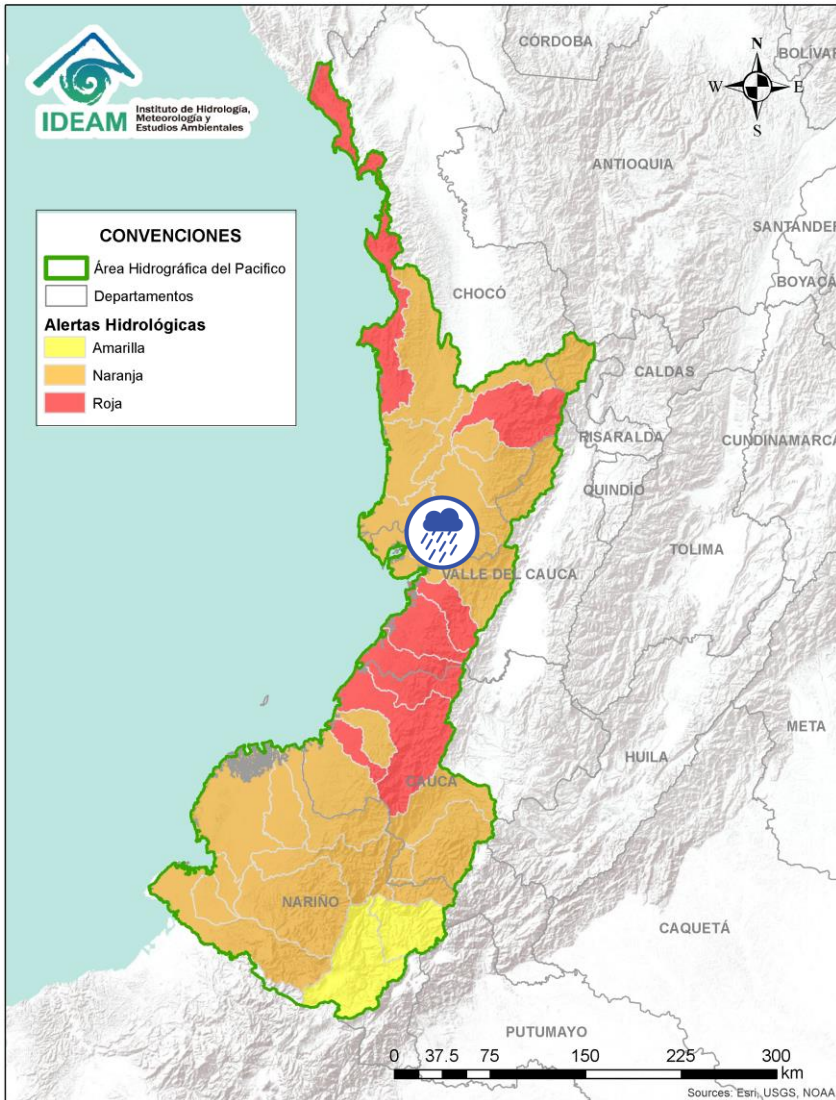 IDEAM
Instituto de Hidrología,
Meteorología y
Estudios Ambientales
CÓRDOBA
BOLÍVAR
N
W
E
S
ANTIOQUIA
SANTANDER
BOYACÁ
CONVENCIONES
Área Hidrográfica del Pacifico
Departamentos
Alertas Hidrológicas
Amarilla
Naranja
Roja
CHOCÓ
CALDAS
RISARALDA
CUNDINAMARCA
QUINDÍO
TOLIMA
VALLE DEL CAUCA
META
HUILA
CAUCA
NARIÑO
CAQUETÁ
PUTUMAYO
0 37.5 75 150 225 300
km
Sources: Esri, USGS, NOAA